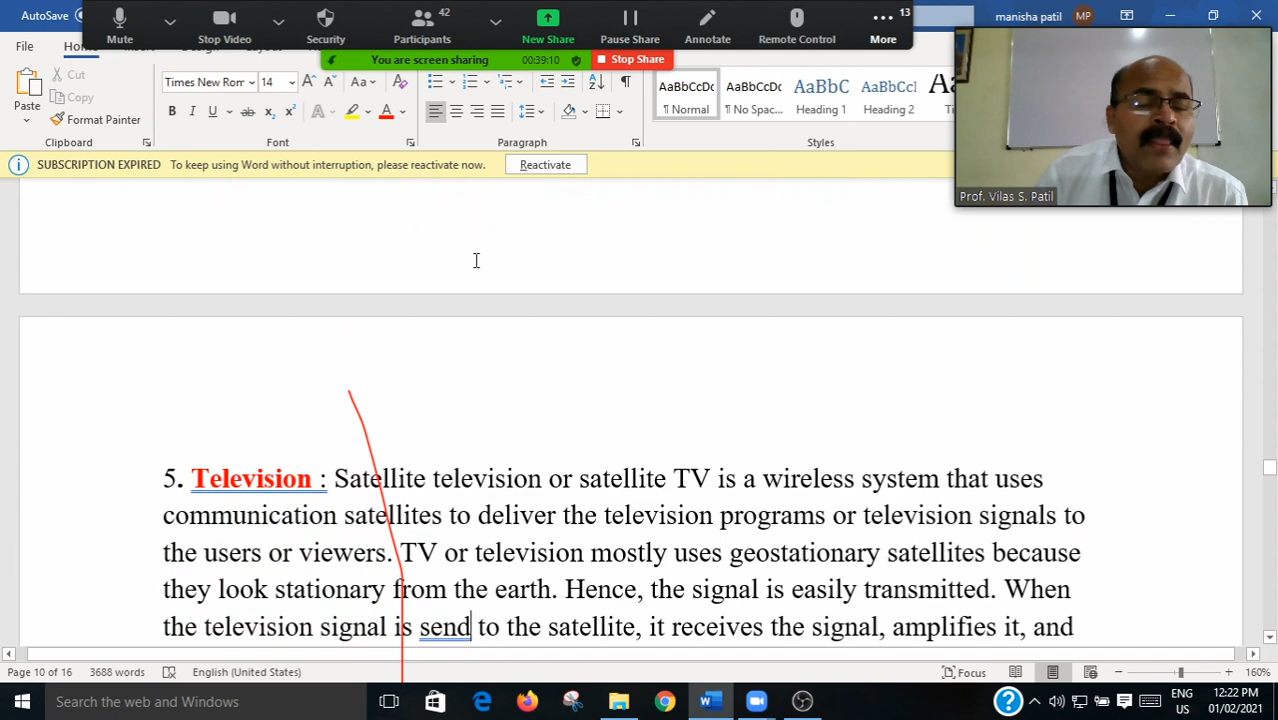 AutoSave
Mute
Stop Video
Security
42
Participants
New Share
Pause Share
Annotate
Remote Control
13
More
manisha patil MP
You are screen sharing 00:39:10 Stop Share
File Home
Paste
Cut
Copy
Format Painter
Clipboard
Times New Rom 14
Font
Paragraph
AaBbCcDc
¶ Normal
AaBbCcDc
¶ No Spac...
AaBbC
Heading 1
AaBbCcI
Heading 2
Styles
SUBSCRIPTION EXPIRED To keep using Word without interruption, please reactivate now. Reactivate
Prof. Vilas S. Patil
5. Television : Satellite television or satellite TV is a wireless system that uses
communication satellites to deliver the television programs or television signals to
the users or viewers. TV or television mostly uses geostationary satellites because
they look stationary from the earth. Hence, the signal is easily transmitted. When
the television signal is send to the satellite, it receives the signal, amplifies it, and
Page 10 of 16 3688 words English (United States) Focus 160%
Search the web and Windows
ENG
US
12:22 PM
01/02/2021